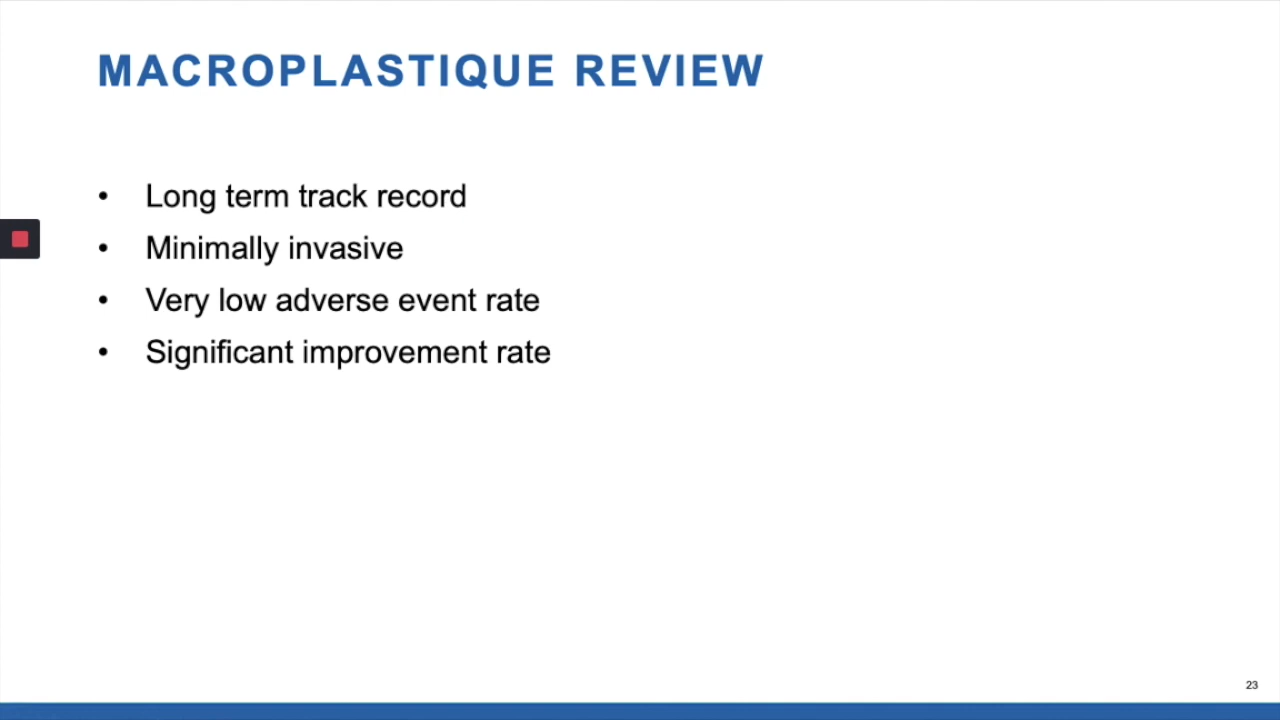 MACROPLASTIQUE REVIEW
• Long term track record
• Minimally invasive
• Very low adverse event rate
• Significant improvement rate
23